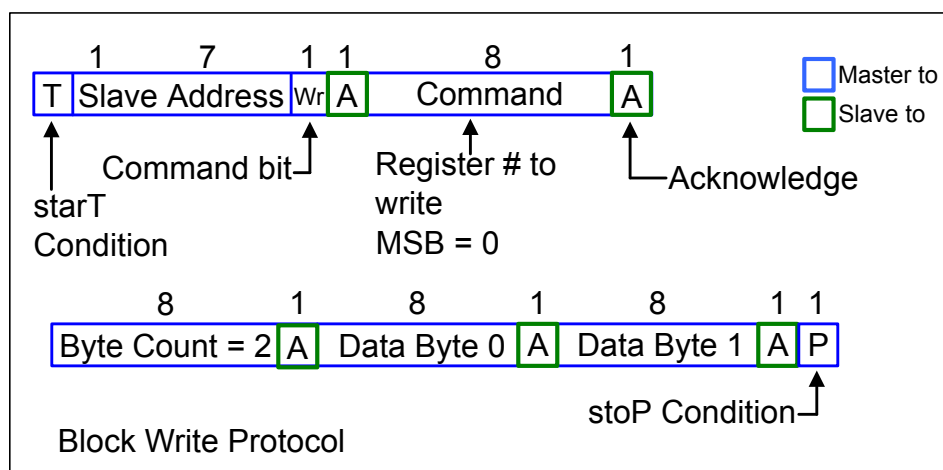 1 7 1 1 8 1
T Slave Address Wr A Command A
Master to
Slave to
Command bit
Register # to
write
MSB = 0
Acknowledge
starT
Condition
8 1 8 1 8 1 1
Byte Count = 2 A Data Byte 0 A Data Byte 1 A P
stoP Condition
Block Write Protocol